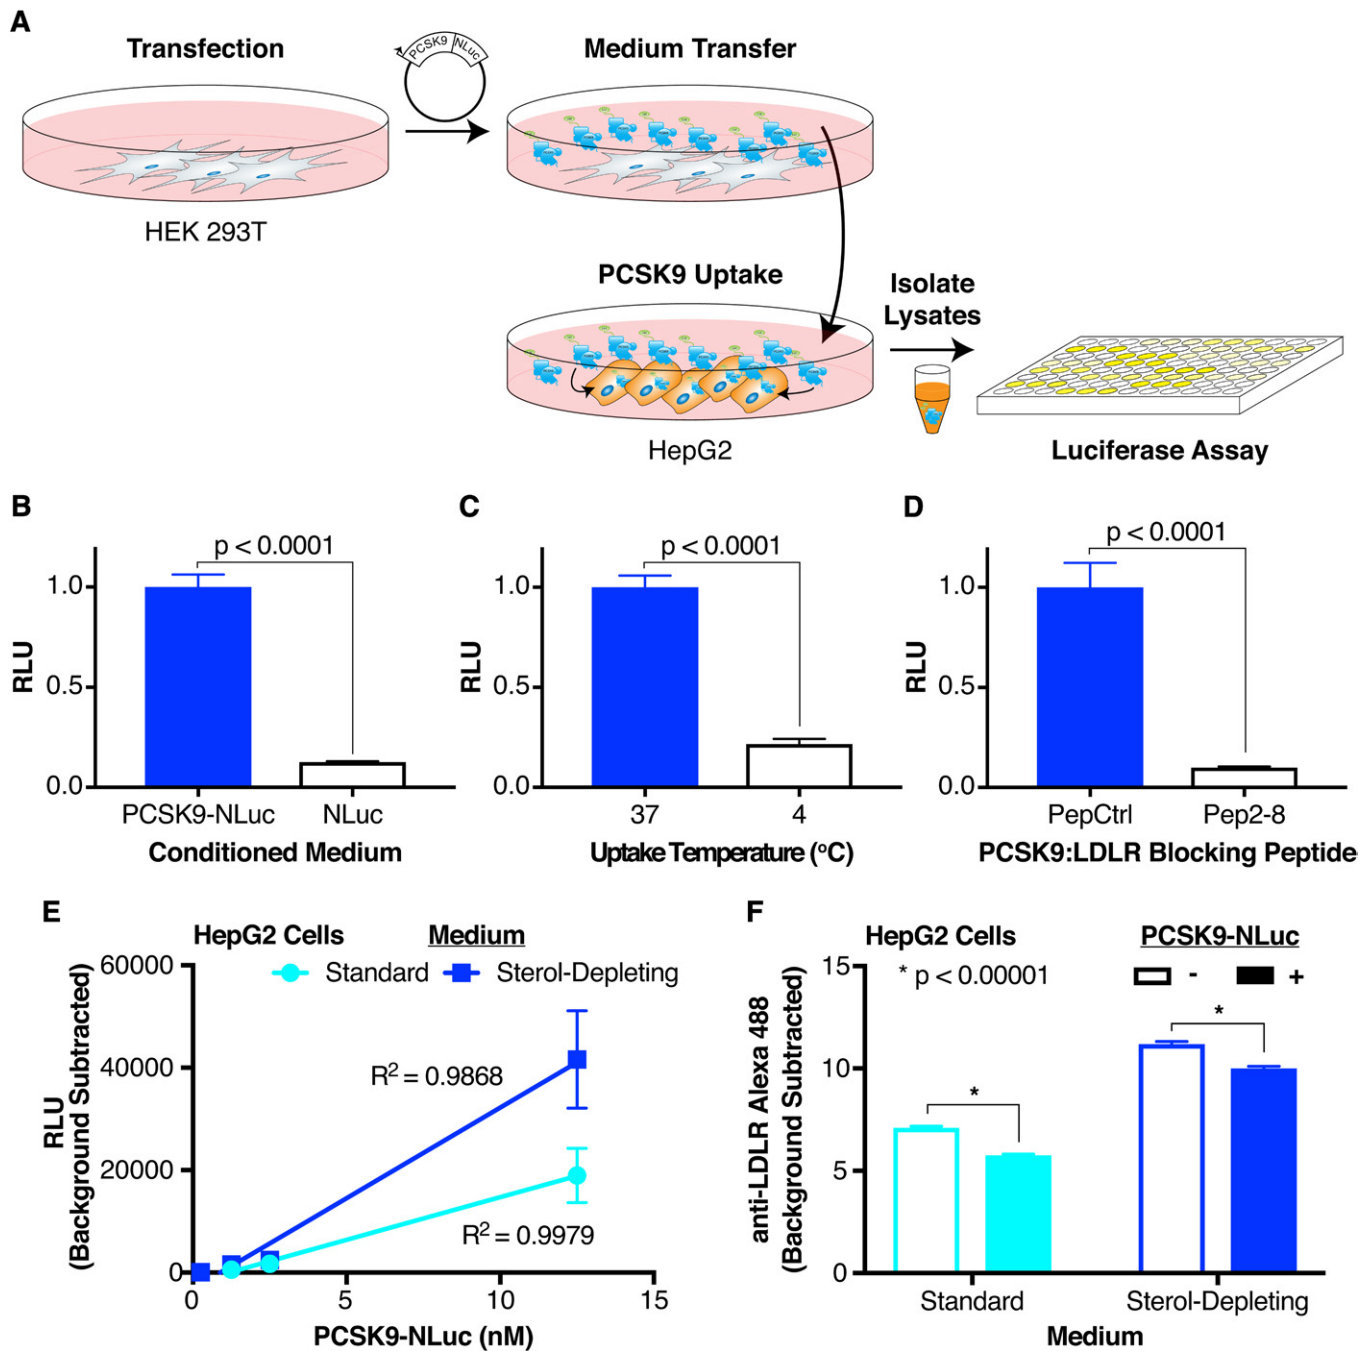 A
Transfection
PCSK9
NLuc
Medium Transfer
HEK 293T
PCSK9 Uptake
Isolate
Lysates
HepG2
Luciferase Assay
B
p < 0.0001
RLU
1.0
0.5
0.0
PCSK9-NLuc
NLuc
Conditioned Medium
C
p < 0.0001
RLU
1.0
0.5
0.0
37
4
Uptake Temperature (ºC)
D
p < 0.0001
RLU
1.0
0.5
0.0
PepCtrl
Pep2-8
PCSK9:LDLR Blocking Peptide
E
HepG2 Cells
Medium
Standard
Sterol-Depleting
RLU
(Background Subtracted)
60000
40000
20000
0
R² = 0.9868
R² = 0.9979
0
5
10
15
PCSK9-NLuc (nM)
F
HepG2 Cells
* p < 0.00001
PCSK9-NLuc
-
+
anti-LDLR Alexa 488
(Background Subtracted)
15
10
5
0
*
*
Standard
Sterol-Depleting
Medium